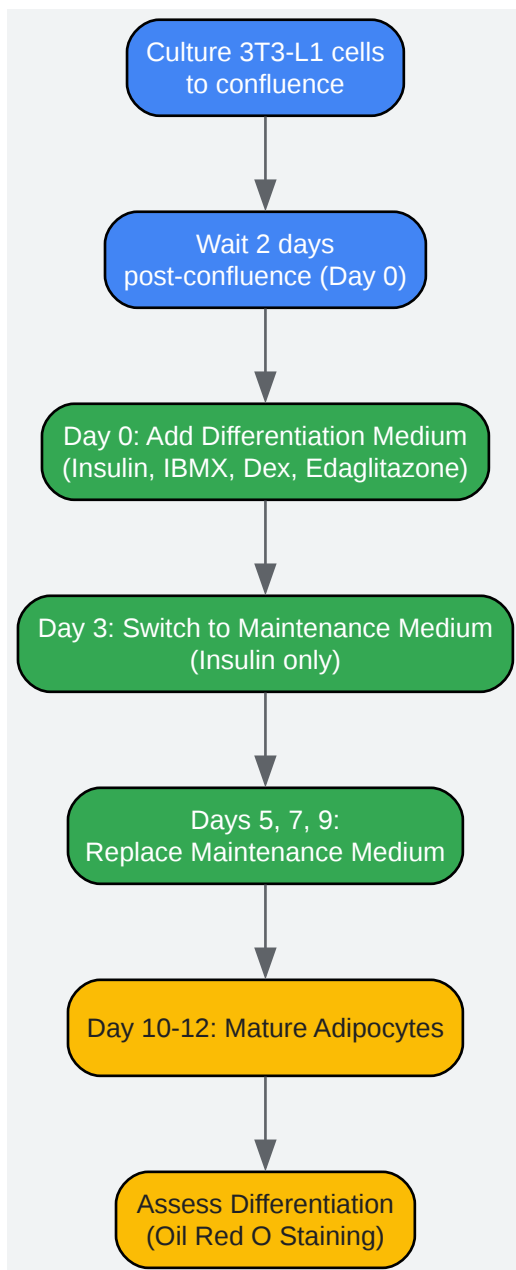 Culture 3T3-L1 cells
to confluence
Wait 2 days
post-confluence (Day 0)
Day 0: Add Differentiation Medium
(Insulin, IBMX, Dex, Edaglitazone)
Day 3: Switch to Maintenance Medium
(Insulin only)
Days 5, 7, 9:
Replace Maintenance Medium
Day 10-12: Mature Adipocytes
Assess Differentiation
(Oil Red O Staining)